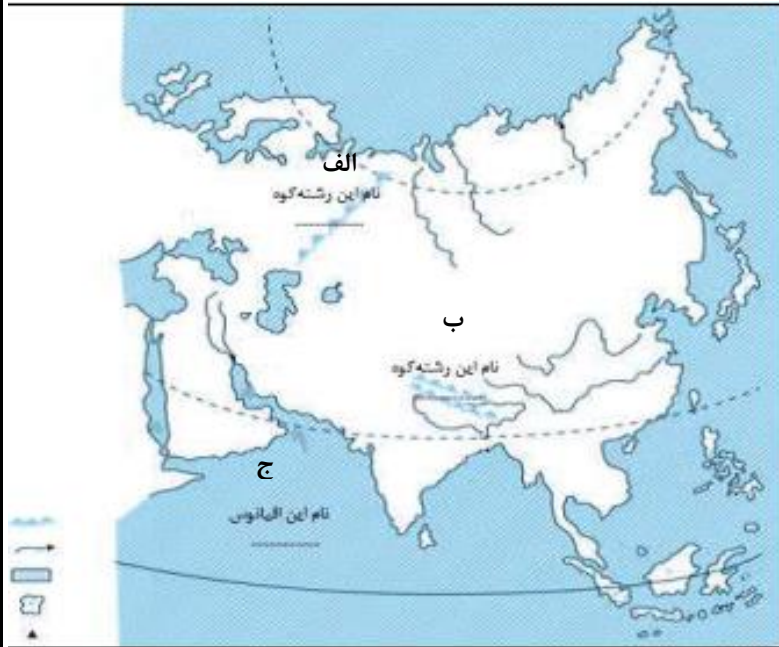 الف
نام این رشته‌کوه
ب
نام این رشته‌کوه
ج
نام این اقیانوس